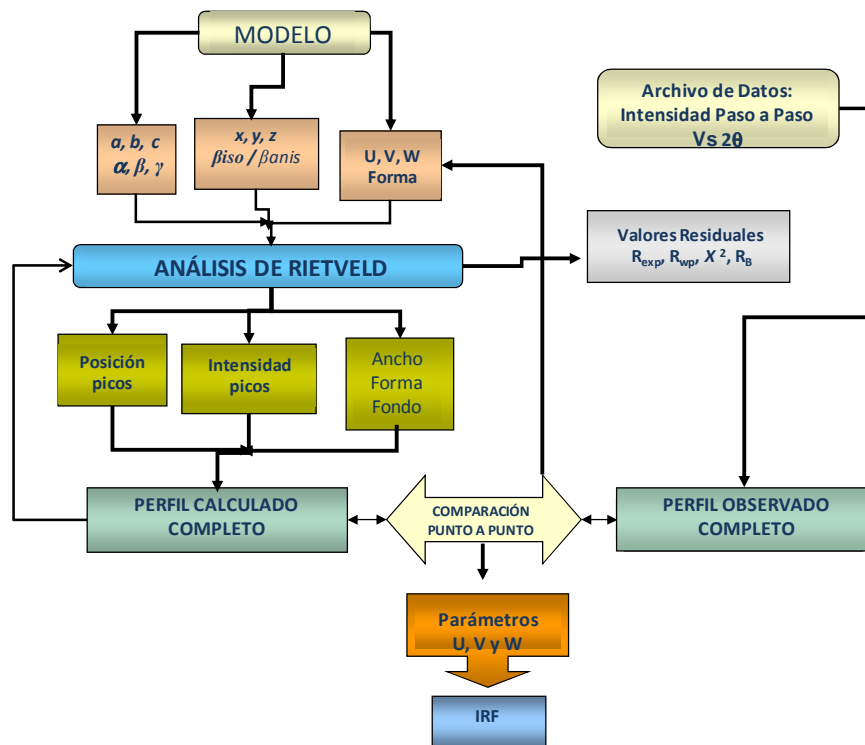 MODELO
Archivo de Datos:
Intensidad Paso a Paso
Vs 2θ
a, b, c
α, β, γ
x, y, z
βiso / βanis
U, V, W
Forma
Valores Residuales
Rexp, Rwp, X ², RB
ANÁLISIS DE RIETVELD
Posición
picos
Intensidad
picos
Ancho
Forma
Fondo
PERFIL CALCULADO
COMPLETO
COMPARACIÓN
PUNTO A PUNTO
PERFIL OBSERVADO
COMPLETO
Parámetros
U, V y W
IRF